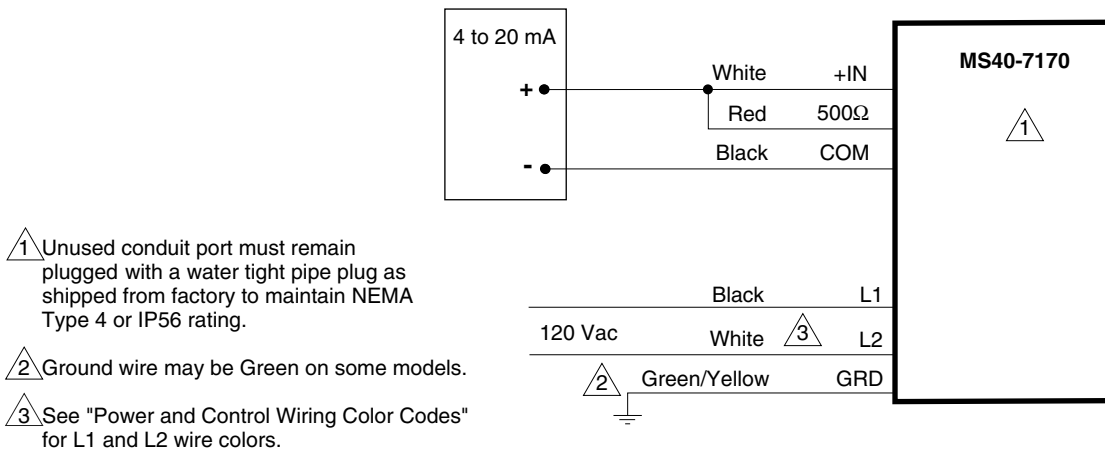 4 to 20 mA
+
-
White +IN
Red 500Ω
Black COM
MS40-7170
1
Black L1
120 Vac White 3 L2
2 Green/Yellow GRD
1 Unused conduit port must remain
plugged with a water tight pipe plug as
shipped from factory to maintain NEMA
Type 4 or IP56 rating.
2 Ground wire may be Green on some models.
3 See "Power and Control Wiring Color Codes"
for L1 and L2 wire colors.